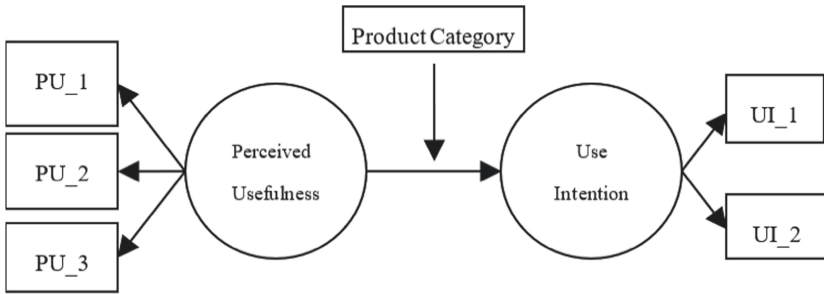 Product Category
PU_1
PU_2
PU_3
Perceived
Usefulness
Use
Intention
UI_1
UI_2